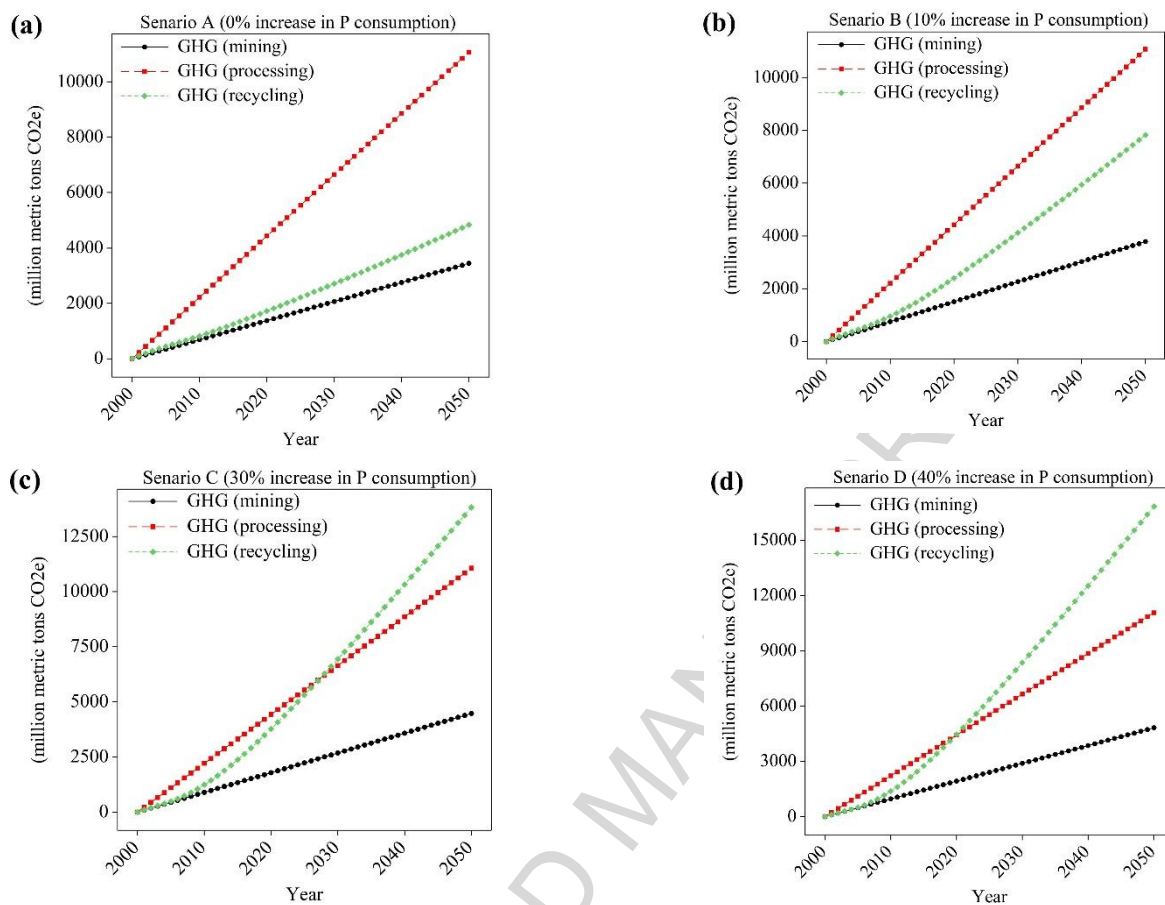 (a)
Senario A (0% increase in P consumption)
GHG (mining)
GHG (processing)
GHG (recycling)
(million metric tons CO2e)
10000
8000
6000
4000
2000
0
2000
2010
2020
2030
2040
2050
Year
(b)
Senario B (10% increase in P consumption)
GHG (mining)
GHG (processing)
GHG (recycling)
(million metric tons CO2e)
10000
8000
6000
4000
2000
0
2000
2010
2020
2030
2040
2050
Year
(c)
Senario C (30% increase in P consumption)
GHG (mining)
GHG (processing)
GHG (recycling)
(million metric tons CO2e)
12500
10000
7500
5000
2500
0
2000
2010
2020
2030
2040
2050
Year
(d)
Senario D (40% increase in P consumption)
GHG (mining)
GHG (processing)
GHG (recycling)
(million metric tons CO2e)
15000
12000
9000
6000
3000
0
2000
2010
2020
2030
2040
2050
Year